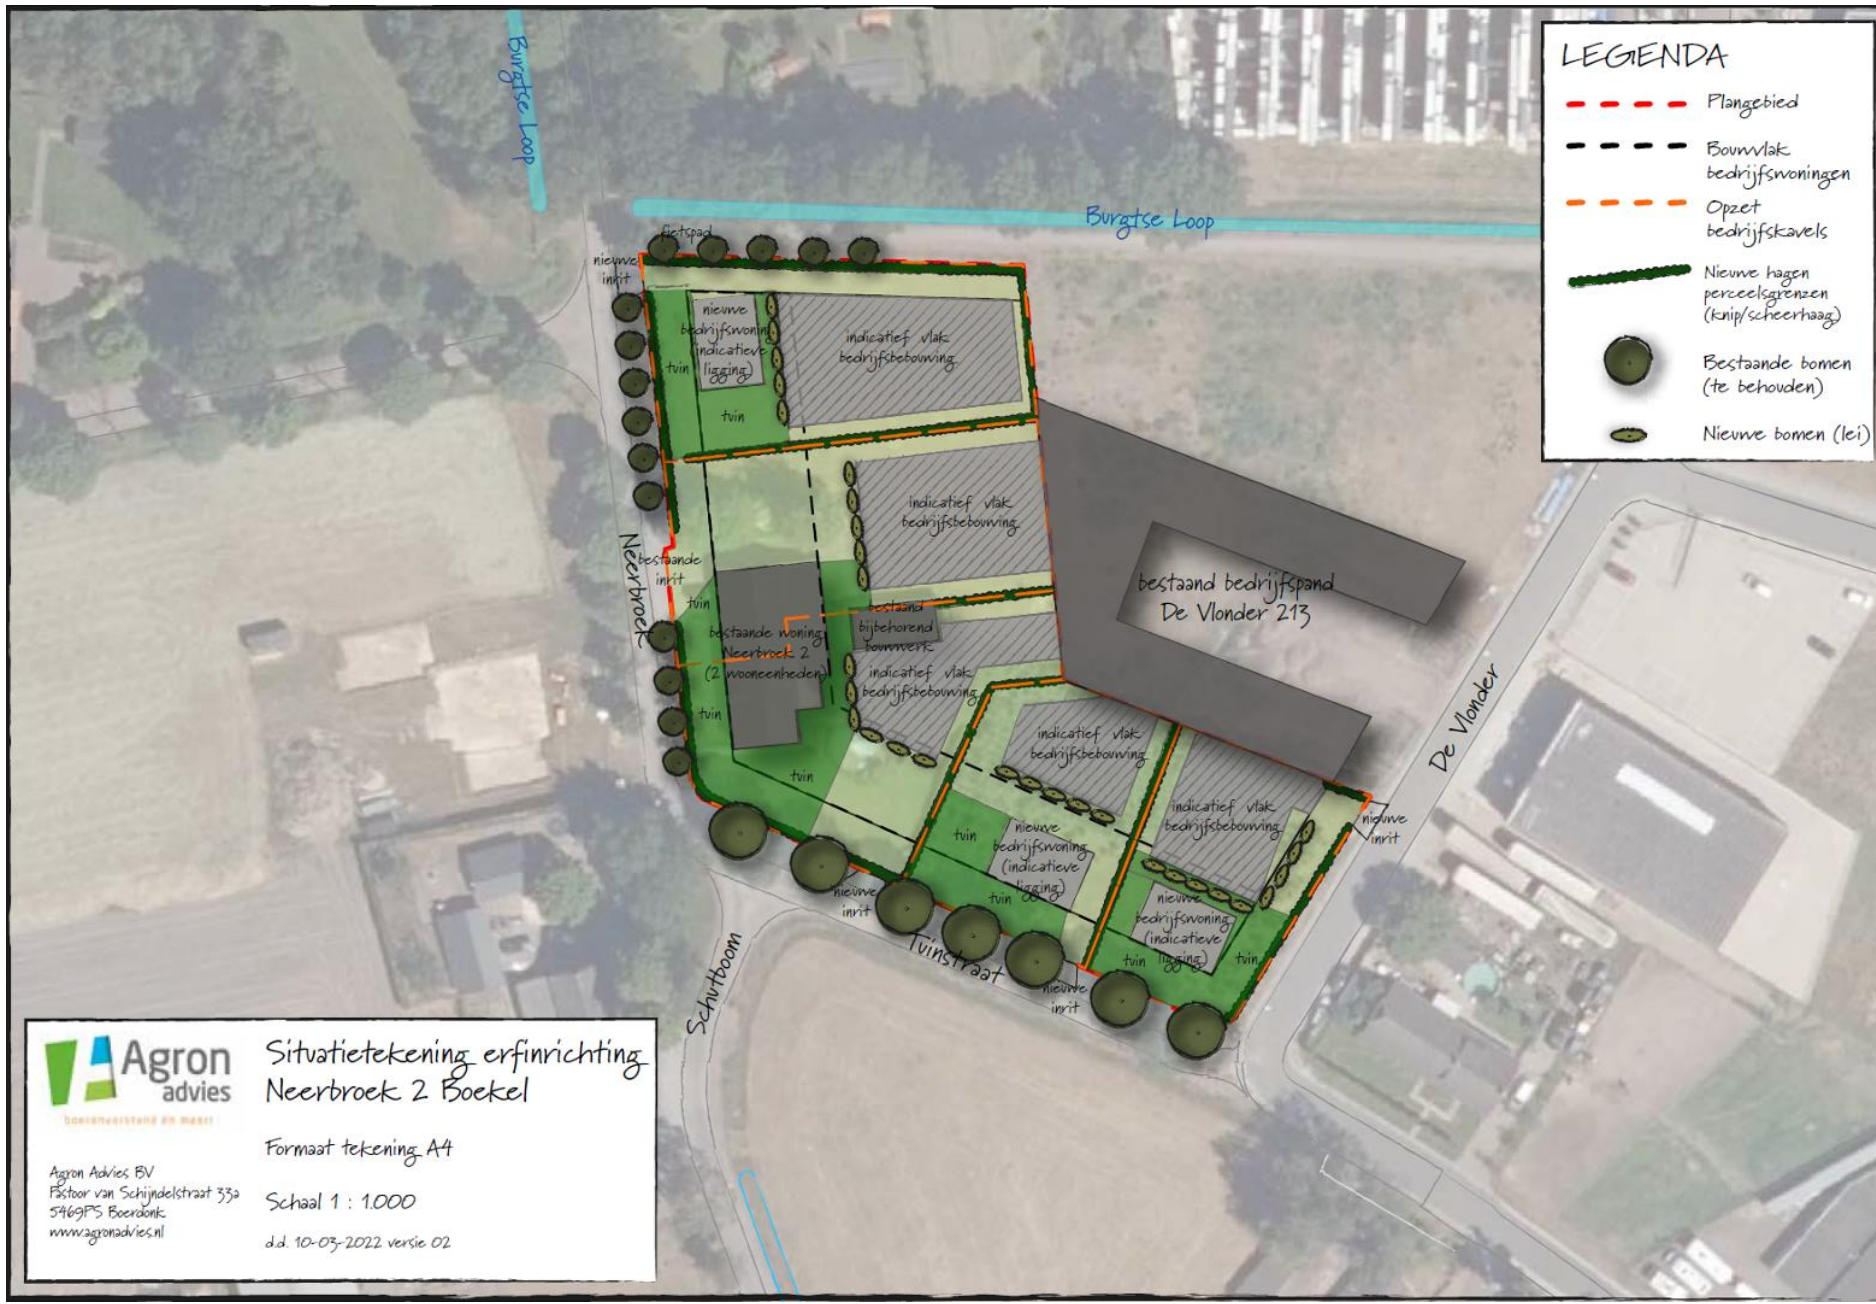 LEGENDA
Plangebied
Bouwvlak
bedrijfswoningen
Opzet
bedrijfskavels
Nieuwe hagen
perceelsgrenzen
(knip/scheerhaag)
Bestaande bomen
(te behouden)
Nieuwe bomen (lei)
Burgtse Loop
Burgtse Loop
fietspad
nieuwe
inrit
nieuwe
bedrijfswoning
(indicatieve
ligging)
tuin
tuin
indicatief vlak
bedrijfsbebouwing
indicatief vlak
bedrijfsbebouwing
Neerbroek
bestaande
inrit
tuin
bestaande woning
Neerbroek 2
(2 wooneenheden)
bestaand
bijbehorend
bouwwerk
indicatief vlak
bedrijfsbebouwing
tuin
tuin
bestaand bedrijfspand
De Vlonder 213
De Vlonder
indicatief vlak
bedrijfsbebouwing
indicatief vlak
bedrijfsbebouwing
nieuwe
inrit
tuin
nieuwe
bedrijfswoning
(indicatieve
ligging)
tuin
nieuwe
inrit
nieuwe
bedrijfswoning
(indicatieve
ligging)
tuin
tuin
Tuinstraat
nieuwe
inrit
Schutboom
Agron
advies
boerenverstand en meer!
Agron Advies BV
Pastoor van Schijndelstraat 33a
5469PS Boerdonk
www.agronadvies.nl
Situatietekening erfinrichting
Neerbroek 2 Boekel
Formaat tekening A4
Schaal 1 : 1.000
d.d. 10-03-2022 versie 02